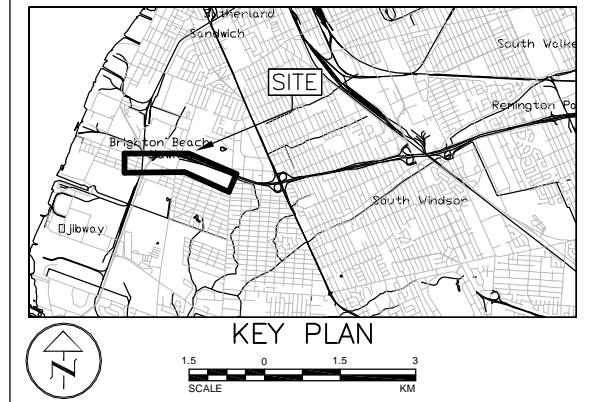 Sutherland
Sandwich
South Walke
SITE
Remington Pa
Brighton Beach
South Windsor
Ojibway
KEY PLAN
N
1.5 0 1.5 3
SCALE KM